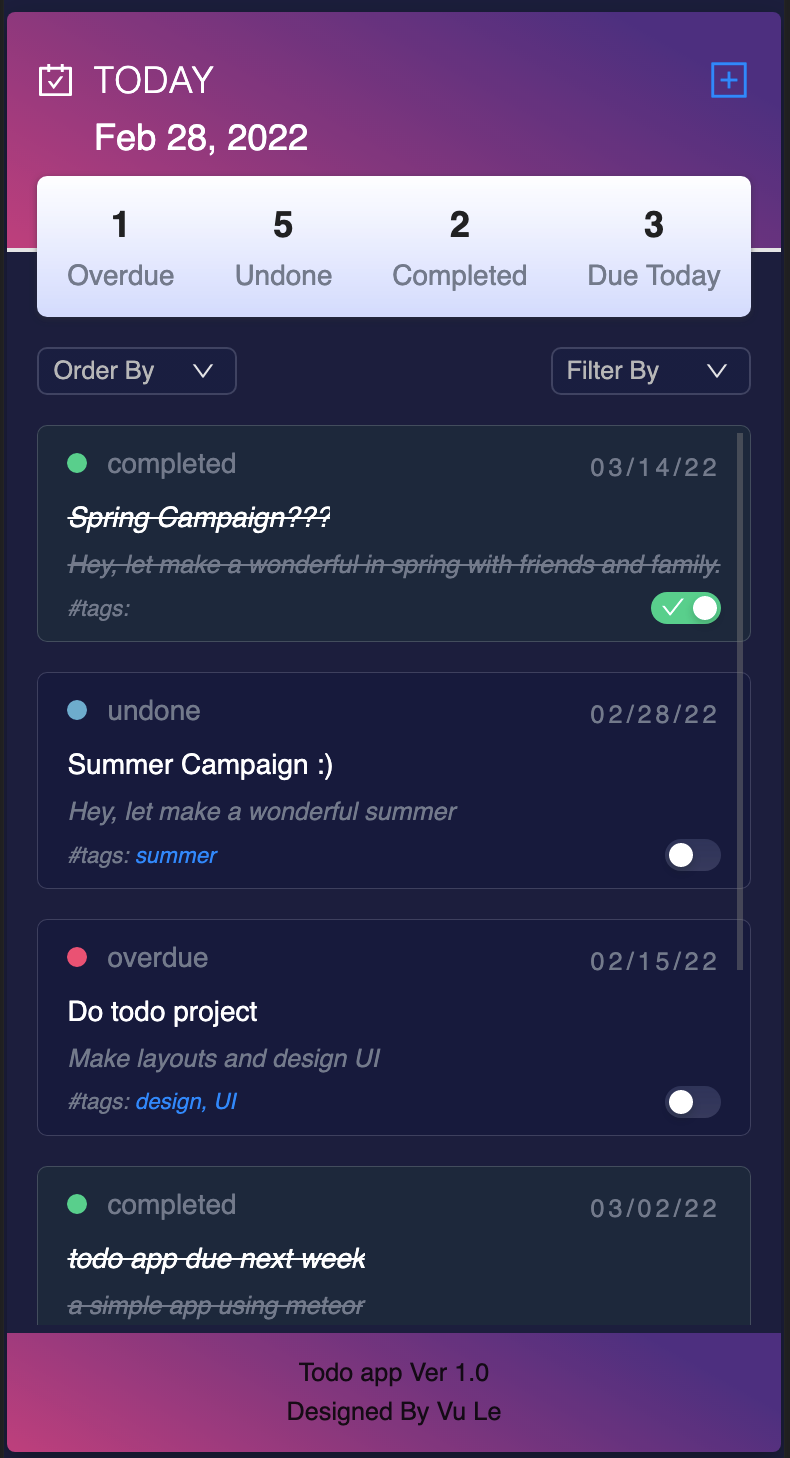 TODAY
Feb 28, 2022
1 5 2 3
Overdue Undone Completed Due Today
Order By Filter By
completed 03/14/22
Spring Campaign???
Hey, let make a wonderful in spring with friends and family.
#tags:
undone 02/28/22
Summer Campaign :)
Hey, let make a wonderful summer
#tags: summer
overdue 02/15/22
Do todo project
Make layouts and design UI
#tags: design, UI
completed 03/02/22
todo app due next week
a simple app using meteor
Todo app Ver 1.0
Designed By Vu Le